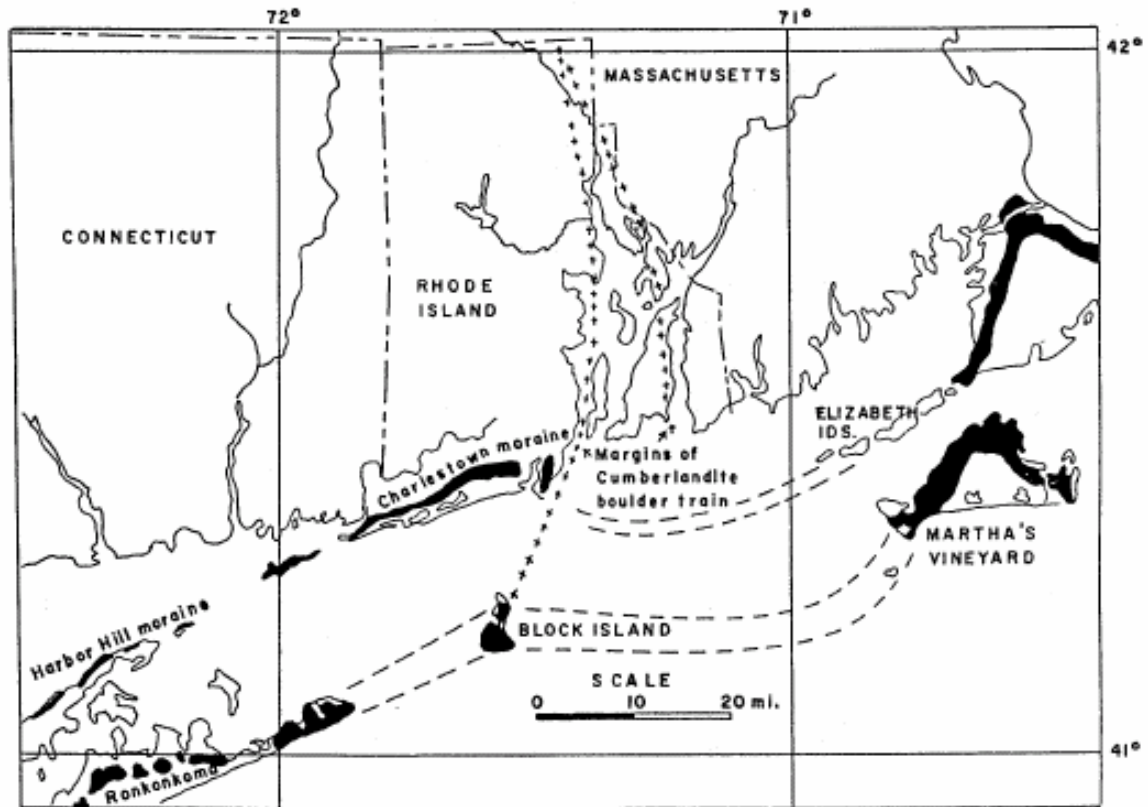 72°
71°
42°
MASSACHUSETTS
CONNECTICUT
RHODE
ISLAND
ELIZABETH
IDS.
Charlestown moraine
Margins of
Cumberlandite
boulder train
MARTHA'S
VINEYARD
Harbor Hill moraine
BLOCK ISLAND
SCALE
0 10 20 mi.
41°
Ronkonkoma